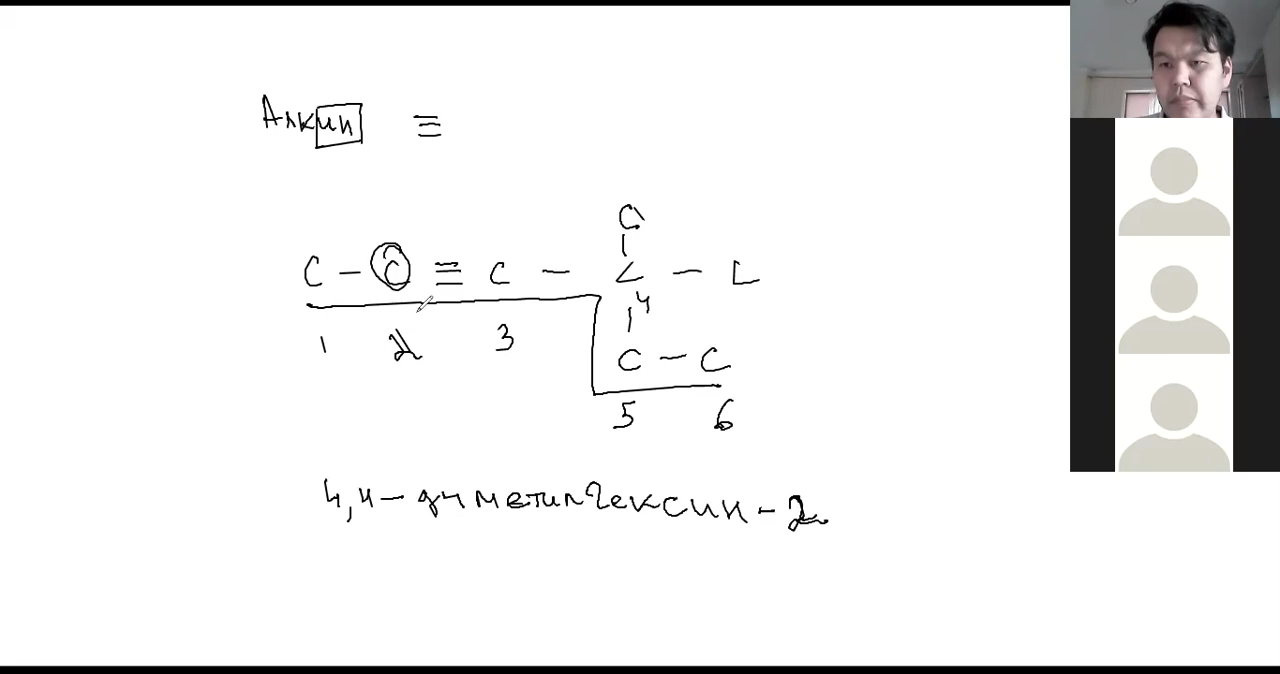 Алкин ≡
C
C - C ≡ C - C - C
4
C - C
1 2 3
5 6
4,4-диметилгексин-2